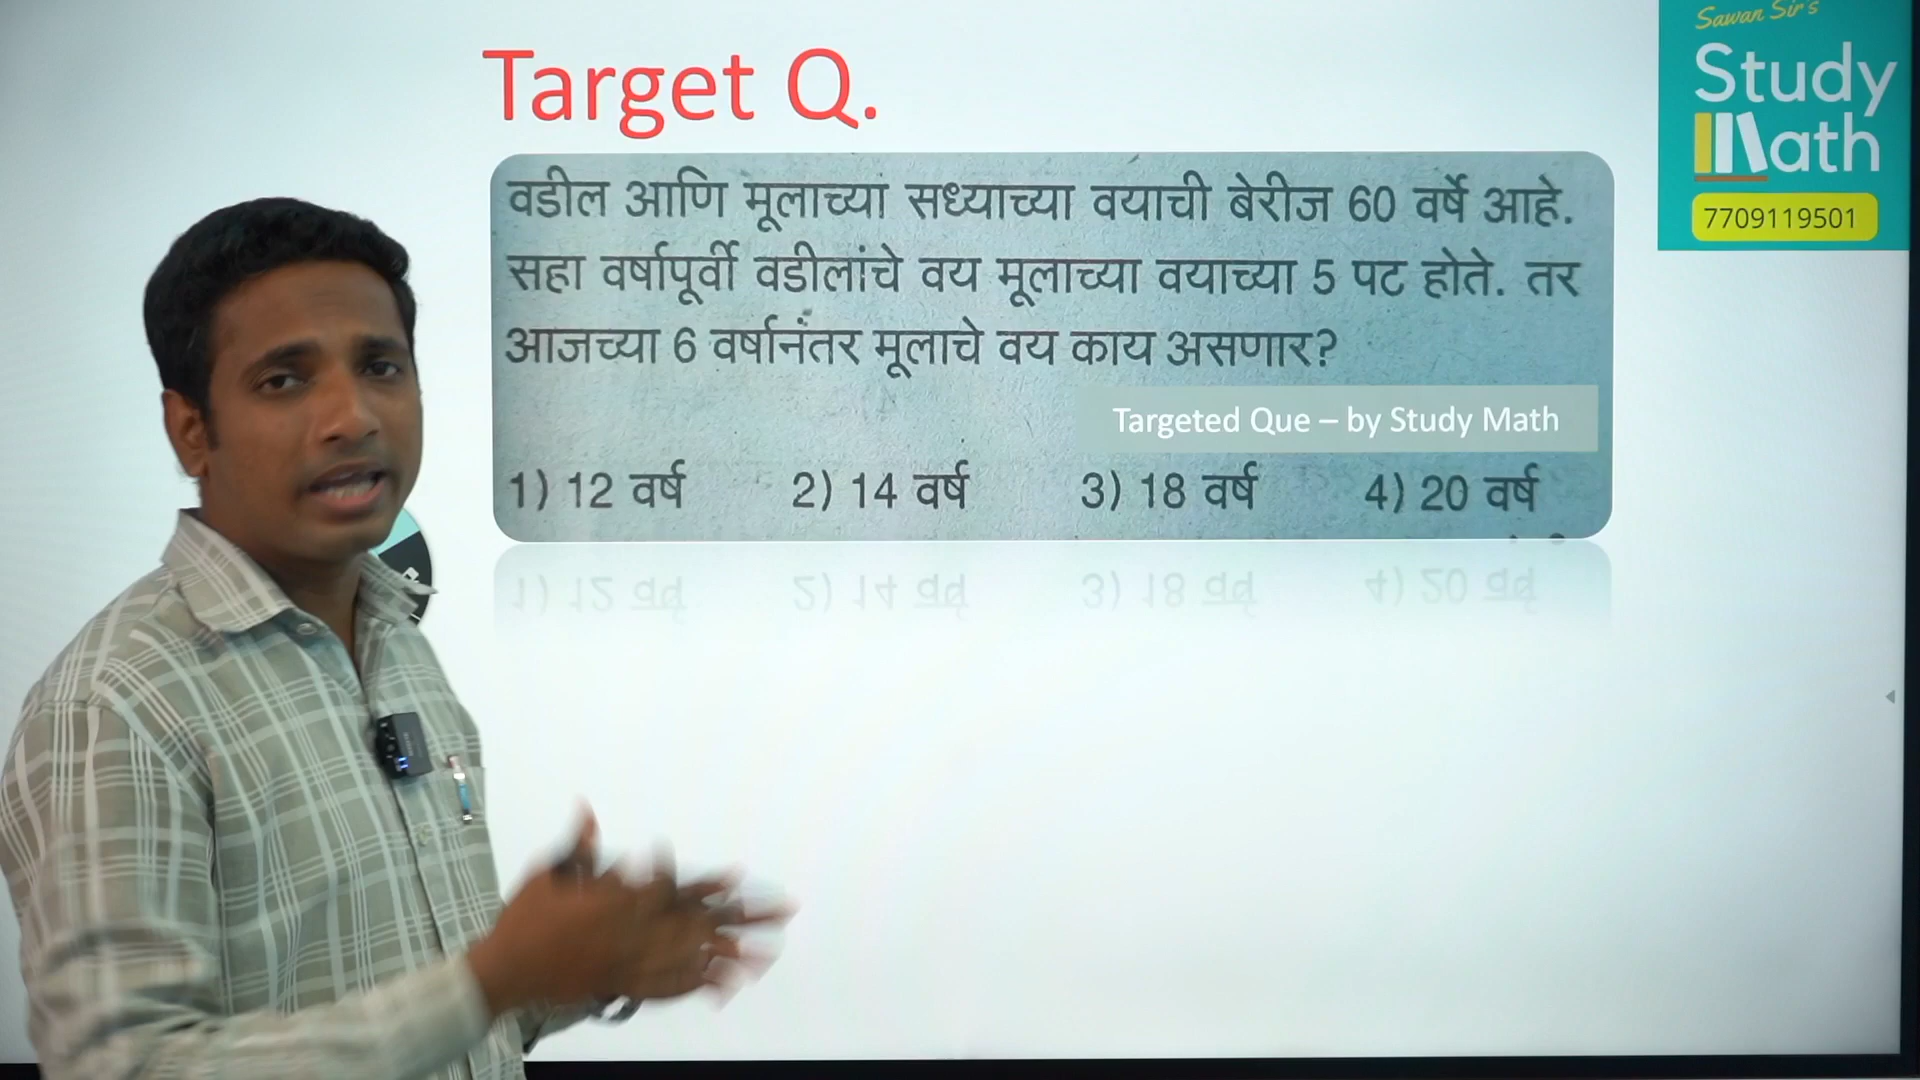 Target Q.
वडील आणि मूलाच्या सध्याच्या वयाची बेरीज 60 वर्षे आहे.
सहा वर्षापूर्वी वडीलांचे वय मूलाच्या वयाच्या 5 पट होते. तर
आजच्या 6 वर्षानंतर मूलाचे वय काय असणार?
Targeted Que – by Study Math
1) 12 वर्ष 2) 14 वर्ष 3) 18 वर्ष 4) 20 वर्ष
Sawan Sir's
Study
Math
7709119501